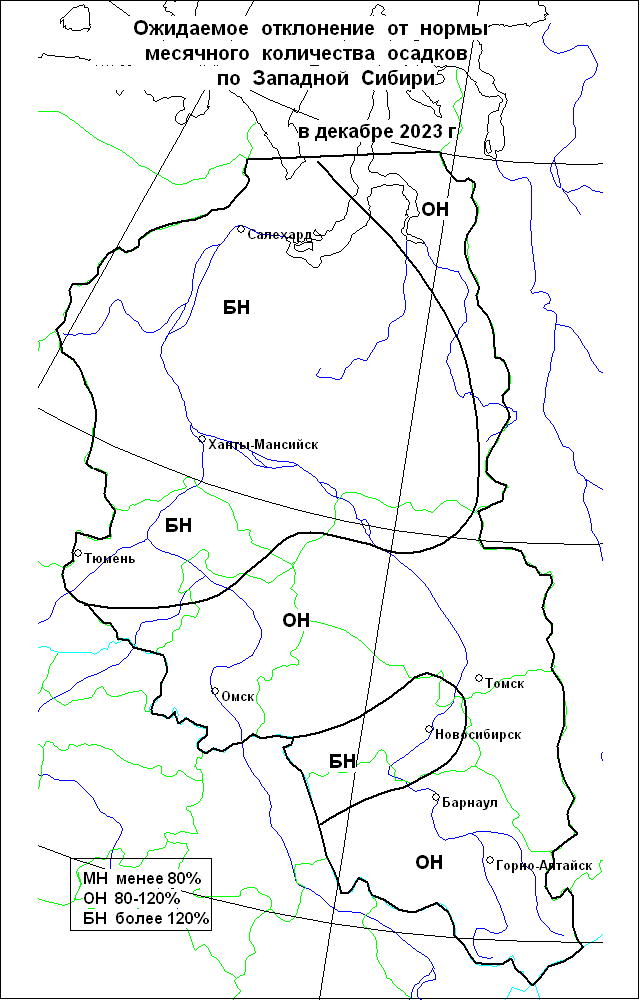 Ожидаемое отклонение от нормы
месячного количества осадков
по Западной Сибири
в декабре 2023 г
ОН
Салехард
БН
Ханты-Мансийск
БН
Тюмень
ОН
Томск
Омск
Новосибирск
БН
Барнаул
ОН
Горно-Алтайск
МН менее 80%
ОН 80-120%
БН более 120%